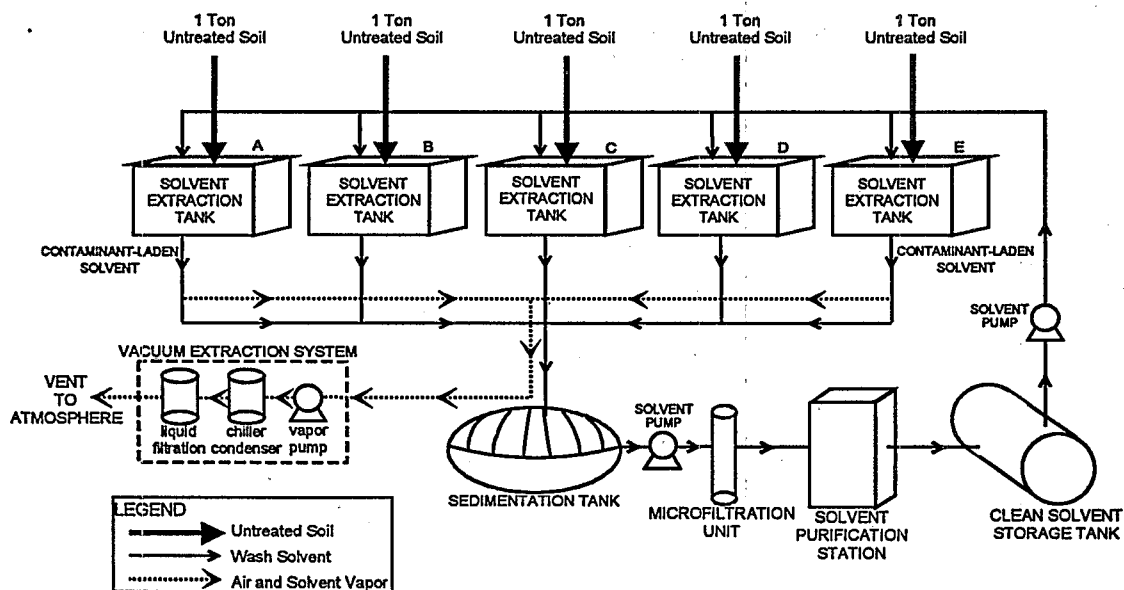 1 Ton
Untreated Soil
1 Ton
Untreated Soil
1 Ton
Untreated Soil
1 Ton
Untreated Soil
1 Ton
Untreated Soil
A
B
C
D
E
SOLVENT
EXTRACTION
TANK
SOLVENT
EXTRACTION
TANK
SOLVENT
EXTRACTION
TANK
SOLVENT
EXTRACTION
TANK
SOLVENT
EXTRACTION
TANK
CONTAMINANT-LADEN
SOLVENT
CONTAMINANT-LADEN
SOLVENT
SOLVENT
PUMP
VACUUM EXTRACTION SYSTEM
VENT
TO
ATMOSPHERE
liquid
filtration
chiller
condenser
vapor
pump
SOLVENT
PUMP
SEDIMENTATION TANK
MICROFILTRATION
UNIT
SOLVENT
PURIFICATION
STATION
CLEAN SOLVENT
STORAGE TANK
LEGEND
Untreated Soil
Wash Solvent
Air and Solvent Vapor